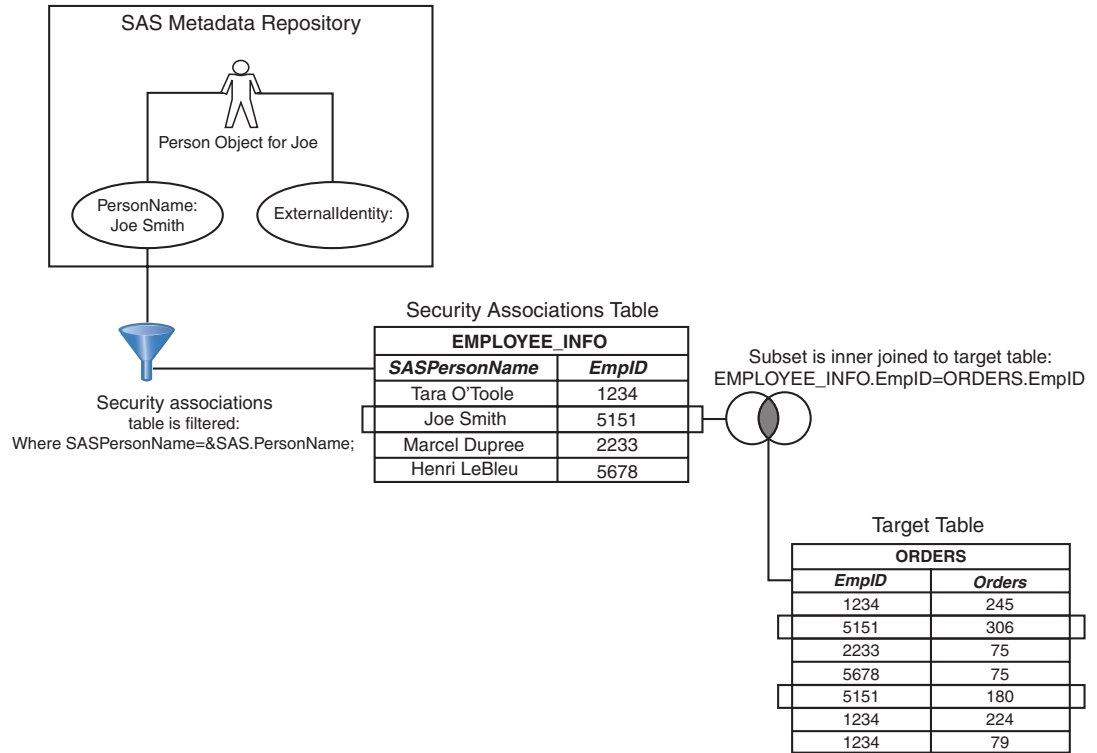 SAS Metadata Repository
Person Object for Joe
PersonName:
Joe Smith
ExternalIdentity:
Security associations
table is filtered:
Where SASPersonName=&SAS.PersonName;
Security Associations Table
EMPLOYEE_INFO
SASPersonName EmpID
Tara O'Toole 1234
Joe Smith 5151
Marcel Dupree 2233
Henri LeBleu 5678
Subset is inner joined to target table:
EMPLOYEE_INFO.EmpID=ORDERS.EmpID
Target Table
ORDERS
EmpID Orders
1234 245
5151 306
2233 75
5678 75
5151 180
1234 224
1234 79